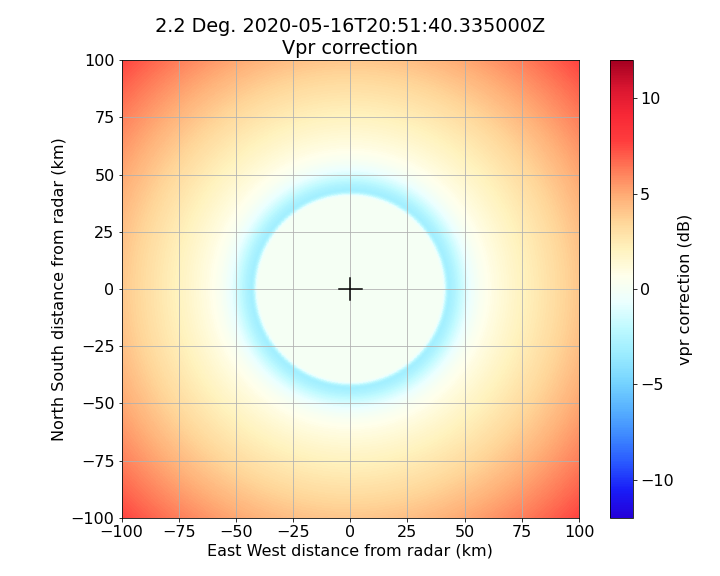 2.2 Deg. 2020-05-16T20:51:40.335000Z
Vpr correction
100
75
50
25
0
−25
−50
−75
−100
North South distance from radar (km)
−100 −75 −50 −25 0 25 50 75 100
East West distance from radar (km)
10
5
0
−5
−10
vpr correction (dB)